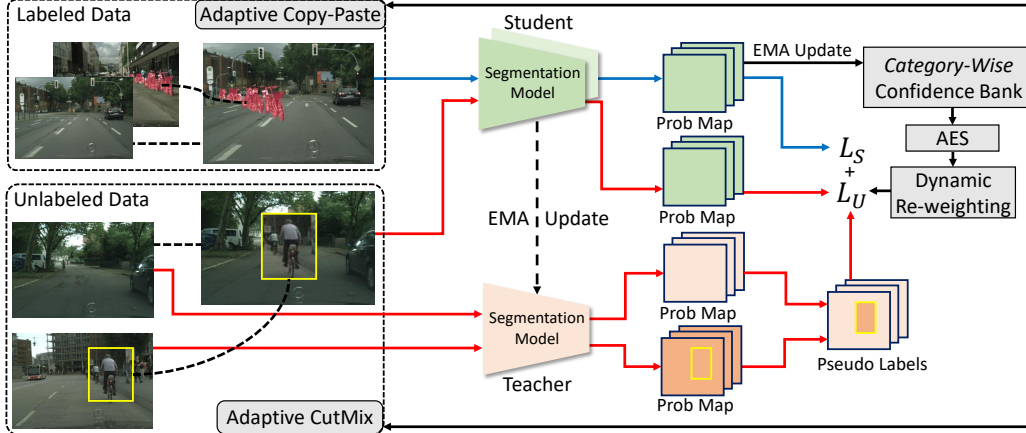 Labeled Data
Adaptive Copy-Paste
Student
Segmentation
Model
EMA Update
Category-Wise
Confidence Bank
Prob Map
AES
L_S
+
L_U
Dynamic
Re-weighting
Prob Map
Unlabeled Data
EMA Update
Segmentation
Model
Teacher
Prob Map
Prob Map
Pseudo Labels
Adaptive CutMix